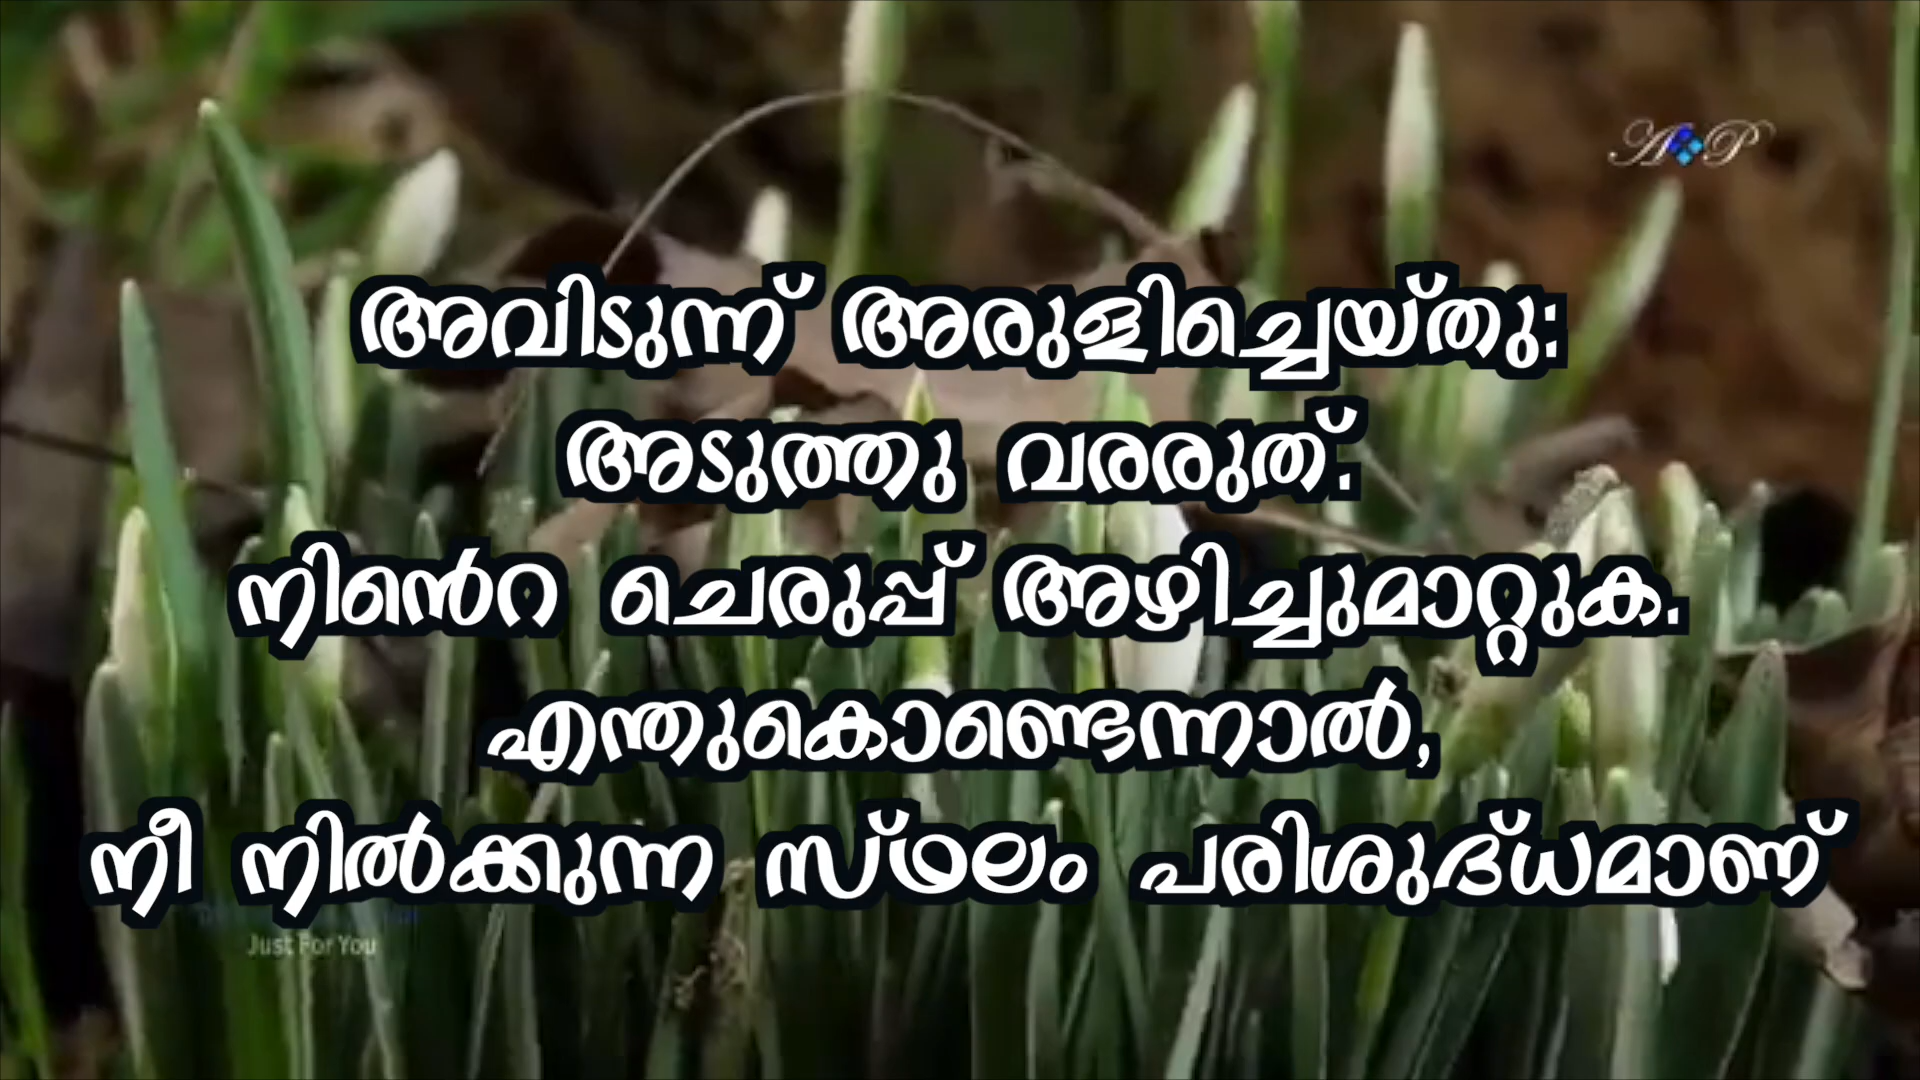 A P
അവിടുന്ന് അരുളിച്ചെയ്തു:
അടുത്തു വരരുത്.
നിൻെറ ചെരുപ്പ് അഴിച്ചുമാറ്റുക.
എന്തുകൊണ്ടെന്നാൽ,
നീ നിൽക്കുന്ന സ്ഥലം പരിശുദ്ധമാണ്
Just For You